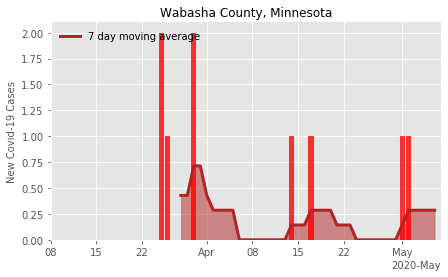 Wabasha County, Minnesota
7 day moving average
New Covid-19 Cases
2.00
1.75
1.50
1.25
1.00
0.75
0.50
0.25
0.00
08 15 22 Apr 08 15 22 May
2020-May